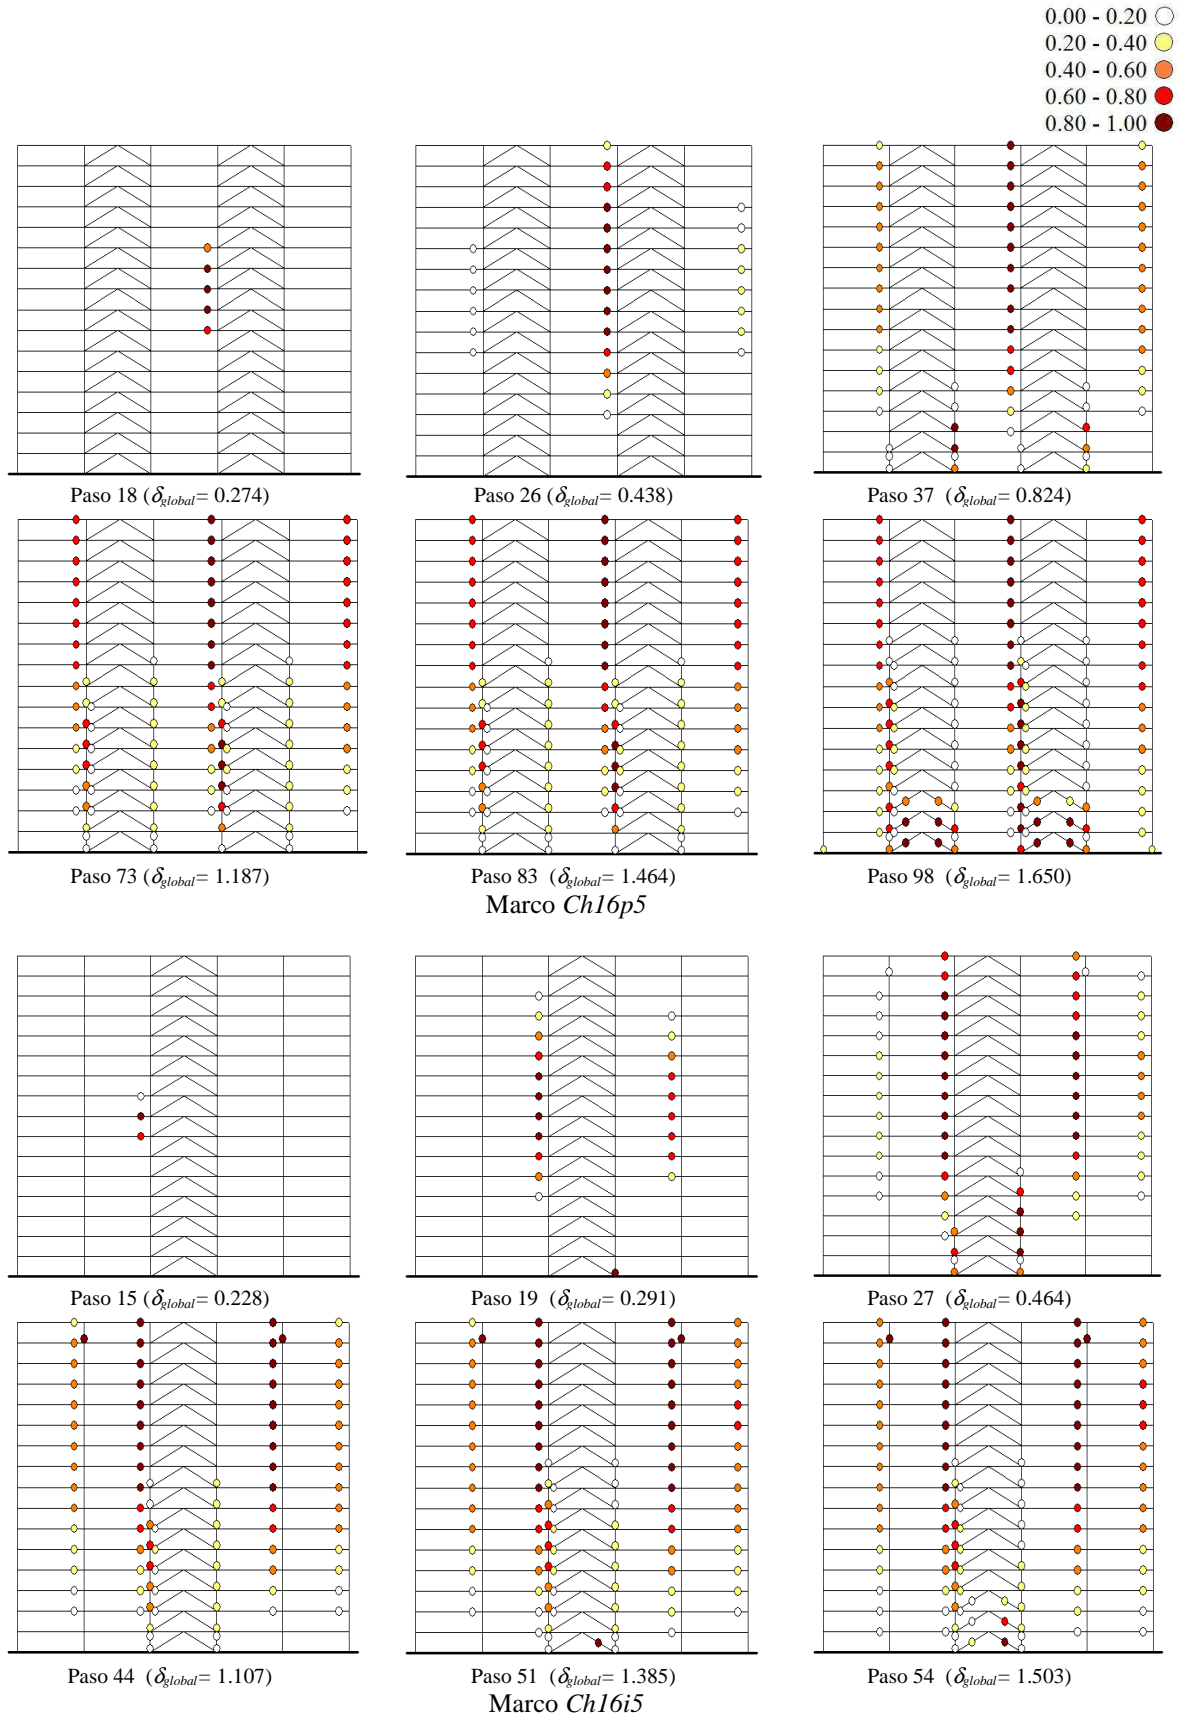 0.00 - 0.20
0.20 - 0.40
0.40 - 0.60
0.60 - 0.80
0.80 - 1.00
Paso 18 (δglobal= 0.274)
Paso 26 (δglobal= 0.438)
Paso 37 (δglobal= 0.824)
Paso 73 (δglobal= 1.187)
Paso 83 (δglobal= 1.464)
Paso 98 (δglobal= 1.650)
Marco Ch16p5
Paso 15 (δglobal= 0.228)
Paso 19 (δglobal= 0.291)
Paso 27 (δglobal= 0.464)
Paso 44 (δglobal= 1.107)
Paso 51 (δglobal= 1.385)
Paso 54 (δglobal= 1.503)
Marco Ch16i5